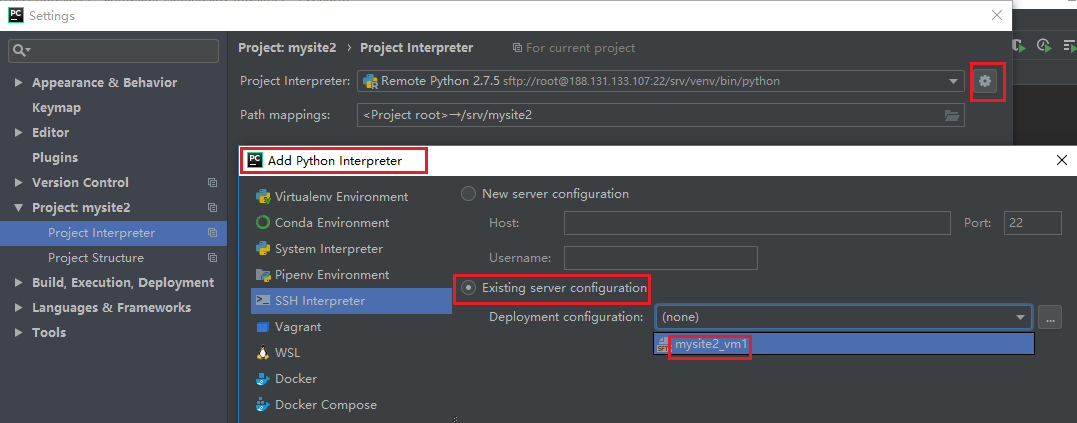 Settings
Project: mysite2 › Project Interpreter For current project
Project Interpreter: Remote Python 2.7.5 sftp://root@188.131.133.107:22/srv/venv/bin/python
Path mappings: <Project root>→/srv/mysite2
Appearance & Behavior
Keymap
Editor
Plugins
Version Control
Project: mysite2
Project Interpreter
Project Structure
Build, Execution, Deployment
Languages & Frameworks
Tools
Add Python Interpreter
Virtualenv Environment
Conda Environment
System Interpreter
Pipenv Environment
SSH Interpreter
Vagrant
WSL
Docker
Docker Compose
New server configuration
Host: Port: 22
Username:
Existing server configuration
Deployment configuration: (none) ...
mysite2_vm1